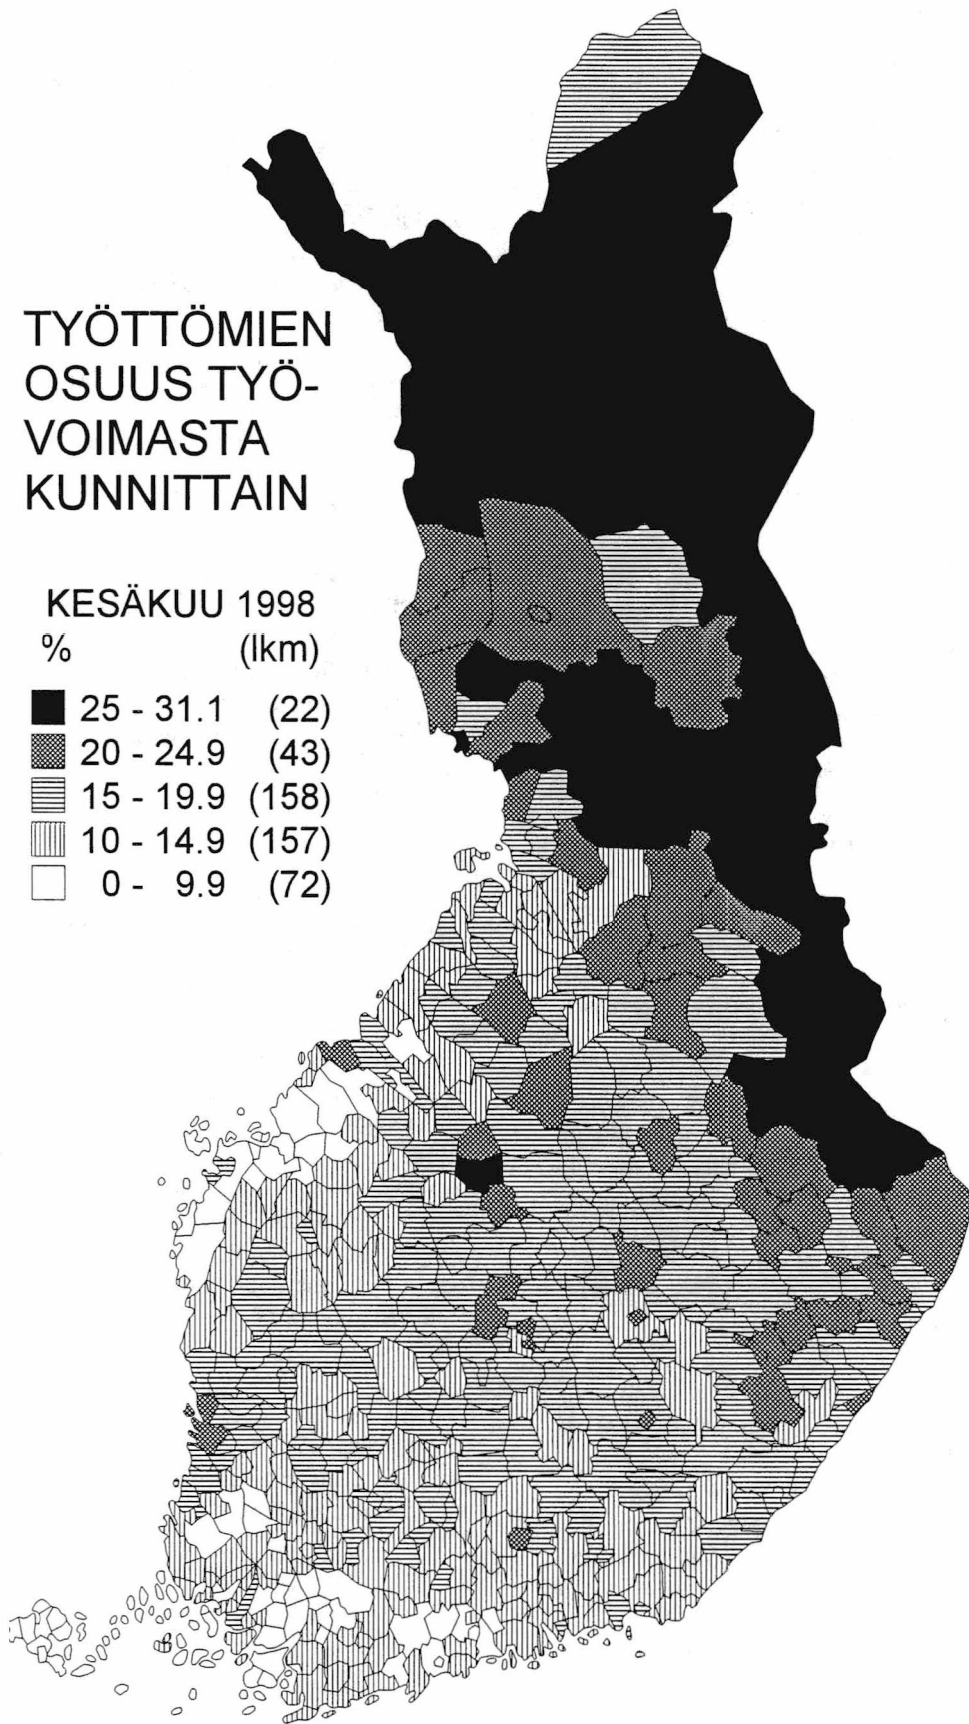 TYÖTTÖMIEN
OSUUS TYÖ-
VOIMASTA
KUNNITTAIN
KESÄKUU 1998
% (lkm)
25 - 31.1 (22)
20 - 24.9 (43)
15 - 19.9 (158)
10 - 14.9 (157)
0 - 9.9 (72)